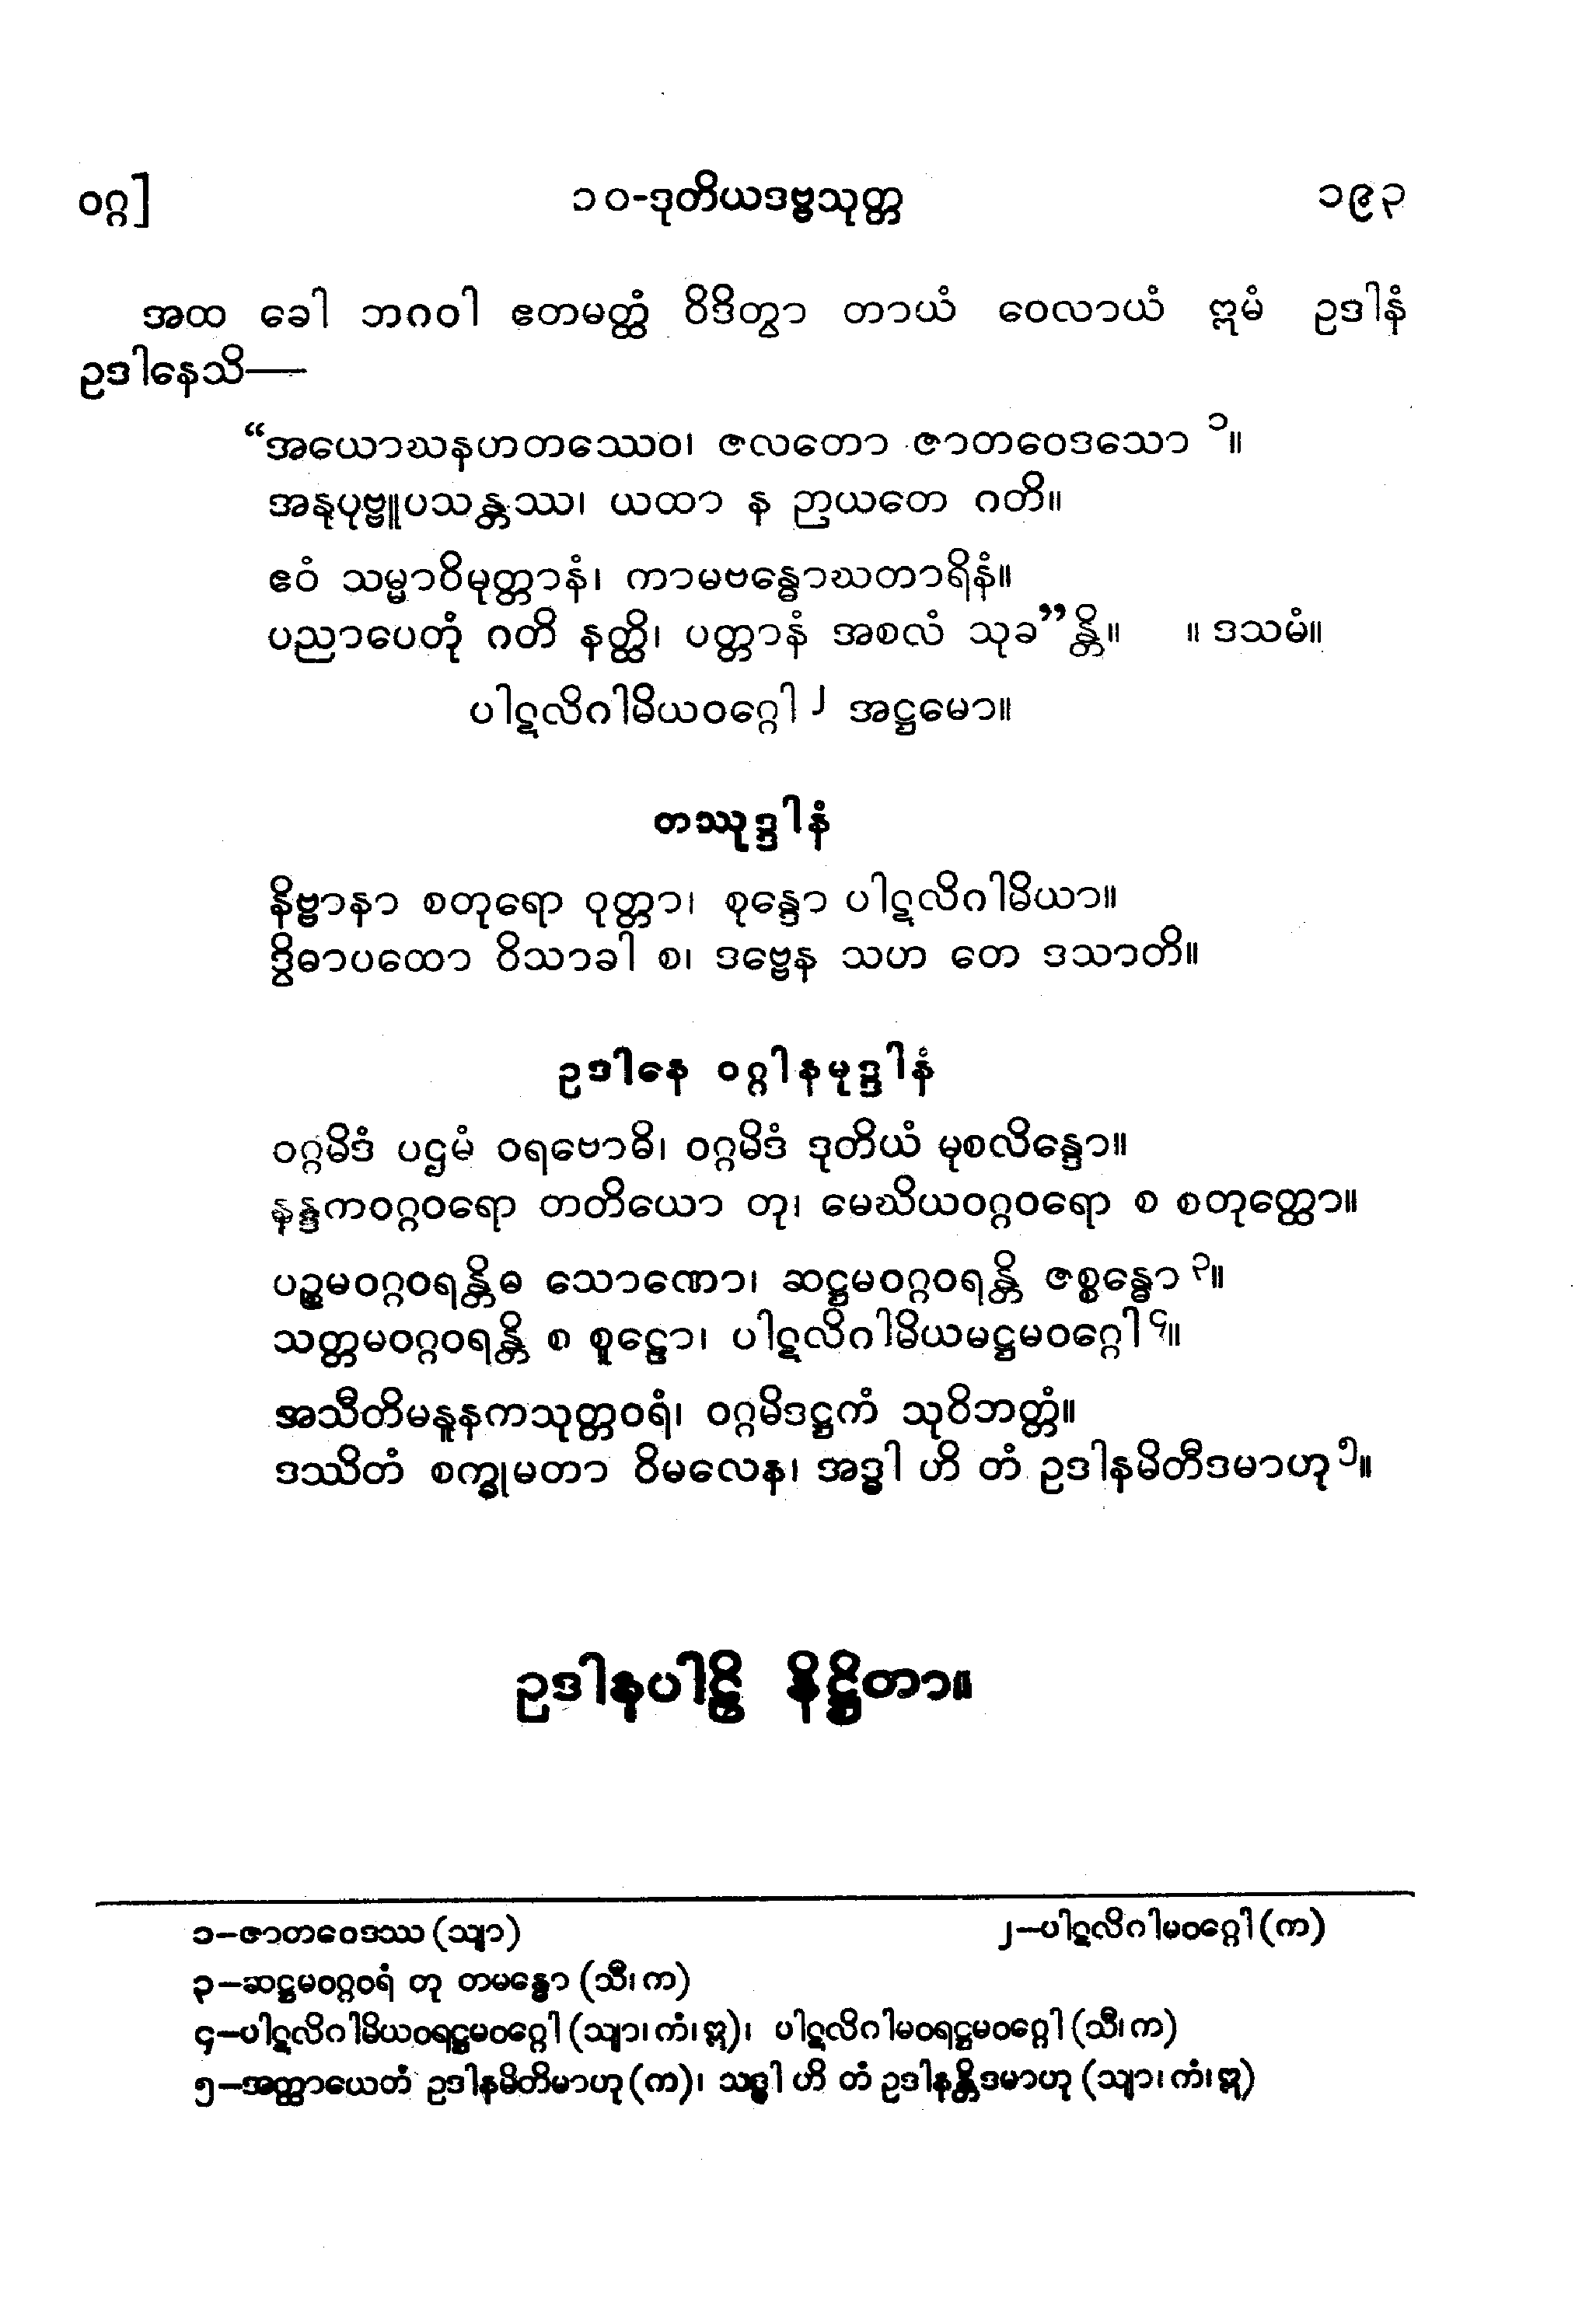 ဝဂ္ဂ] ၁၀-ဒုတိယဒဗ္ဗသုတ္တ ၁၉၃
အထ ခေါ ဘဂဝါ ဧတမတ္ထံ ဝိဒိတွာ တာယံ ဝေလာယံ ဣမံ ဥဒါနံ
ဥဒါနေသိ—
“အယောဃနဟတဿေဝ၊ ဇလတော ဇာတဝေဒသော ၁။
အနုပုဗ္ဗူပသန္တဿ၊ ယထာ န ဉာယတေ ဂတိ။
ဧဝံ သမ္မာဝိမုတ္တာနံ၊ ကာမဗန္ဓောဃတာရိနံ။
ပညာပေတုံ ဂတိ နတ္ထိ၊ ပတ္တာနံ အစလံ သုခ”န္တိ။ ။ ဒသမံ။
ပါဋလိဂါမိယဝဂ္ဂေါ ၂ အဋ္ဌမော။
တဿုဒ္ဒါနံ
နိဗ္ဗာနာ စတုရော ဝုတ္တာ၊ စုန္ဒော ပါဋလိဂါမိယာ။
ဒွိဓာပထော ဝိသာခါ စ၊ ဒဗ္ဗေန သဟ တေ ဒသာတိ။
ဥဒါနေ ဝဂ္ဂါနမုဒ္ဒါနံ
ဝဂ္ဂမိဒံ ပဌမံ ဝရဗောဓိ၊ ဝဂ္ဂမိဒံ ဒုတိယံ မုစလိန္ဒော။
နန္ဒကဝဂ္ဂဝရော တတိယော တု၊ မေဃိယဝဂ္ဂဝရော စ စတုတ္ထော။
ပဉ္စမဝဂ္ဂဝရန္တိဓ သောဏော၊ ဆဋ္ဌမဝဂ္ဂဝရန္တိ ဇစ္စန္ဓော ၃။
သတ္တမဝဂ္ဂဝရန္တိ စ စူဠော၊ ပါဋလိဂါမိယမဋ္ဌမဝဂ္ဂေါ ၄။
အသီတိမနူနကသုတ္တဝရံ၊ ဝဂ္ဂမိဒဋ္ဌကံ သုဝိဘတ္တံ။
ဒဿိတံ စက္ခုမတာ ဝိမလေန၊ အဒ္ဓါ ဟိ တံ ဥဒါနမိတီဒမာဟု ၅။
ဥဒါနပါဠိ နိဋ္ဌိတာ။
၁—ဇာတဝေဒဿ (သျာ) ၂—ပါဋလိဂါမဝဂ္ဂေါ (က)
၃—ဆဋ္ဌမဝဂ္ဂဝရံ တု တမန္ဓော (သီ၊ က)
၄—ပါဋလိဂါမိယဝရဋ္ဌမဝဂ္ဂေါ (သျာ၊ ကံ၊ ဣ)၊ ပါဋလိဂါမဝရဋ္ဌမဝဂ္ဂေါ (သီ၊ က)
၅—အတ္ထာယေတံ ဥဒါနမိတိမာဟု (က)၊ သဒ္ဓါ ဟိ တံ ဥဒါနန္တိဒမာဟု (သျာ၊ ကံ၊ ဣ)